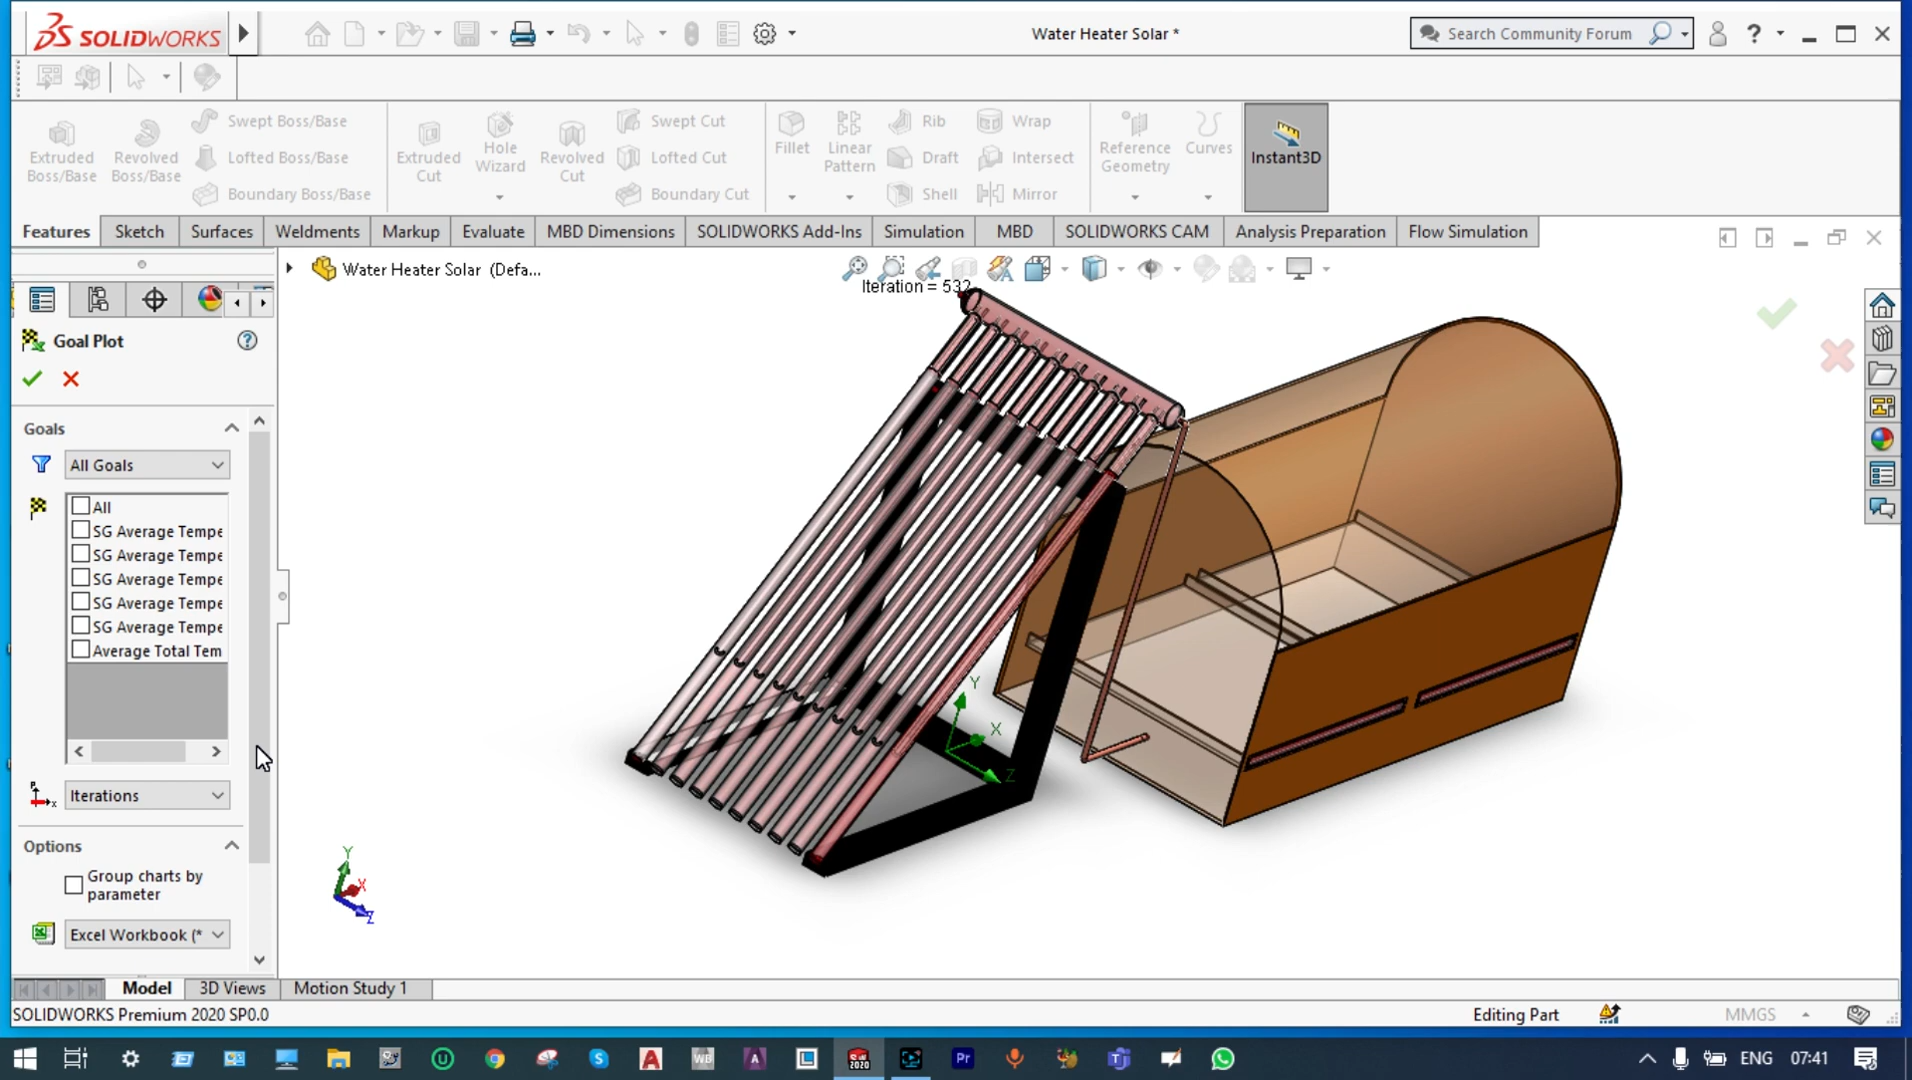 SOLIDWORKS
Water Heater Solar *
Search Community Forum
?
Extruded Boss/Base
Revolved Boss/Base
Swept Boss/Base
Lofted Boss/Base
Boundary Boss/Base
Extruded Cut
Hole Wizard
Revolved Cut
Swept Cut
Lofted Cut
Boundary Cut
Fillet
Linear Pattern
Rib
Draft
Shell
Wrap
Intersect
Mirror
Reference Geometry
Curves
Instant3D
Features
Sketch
Surfaces
Weldments
Markup
Evaluate
MBD Dimensions
SOLIDWORKS Add-Ins
Simulation
MBD
SOLIDWORKS CAM
Analysis Preparation
Flow Simulation
Water Heater Solar (Defa...
Iteration = 532
Goal Plot
?
Goals
All Goals
All
SG Average Tempe
SG Average Tempe
SG Average Tempe
SG Average Tempe
SG Average Tempe
Average Total Tem
Iterations
Options
Group charts by
parameter
Excel Workbook (*
Y
X
Z
Y
X
Z
Model
3D Views
Motion Study 1
SOLIDWORKS Premium 2020 SP0.0
Editing Part
MMGS
ENG
07:41